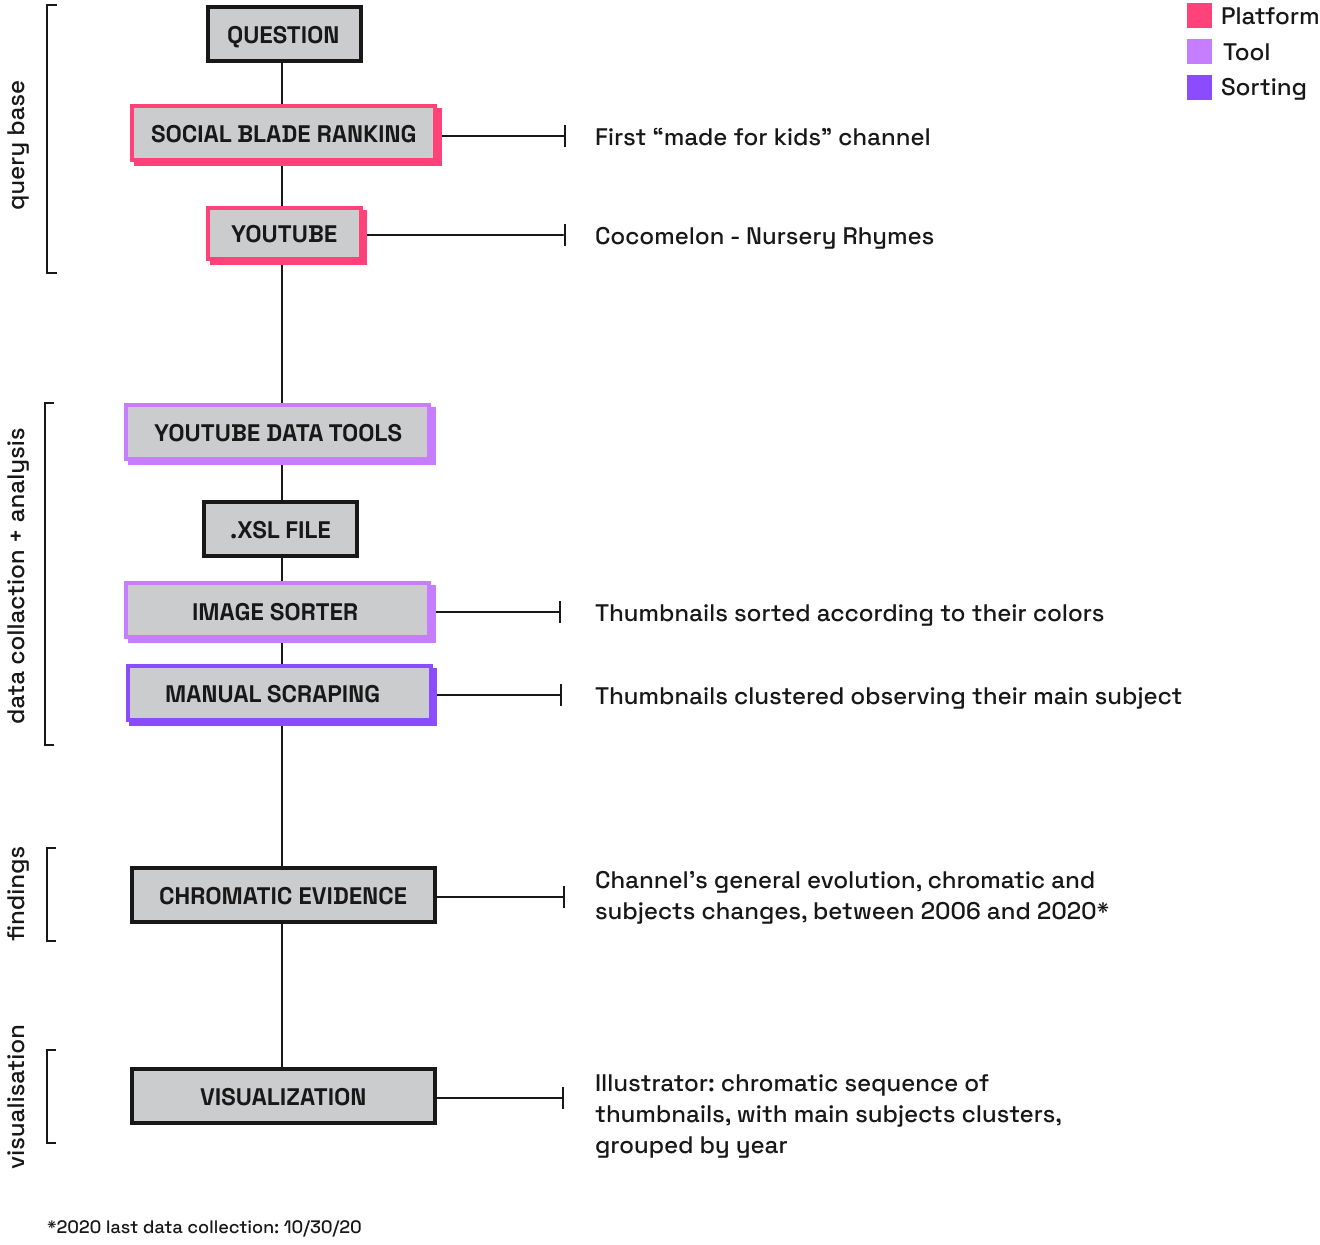 Platform
Tool
Sorting
query base
QUESTION
SOCIAL BLADE RANKING
First “made for kids” channel
YOUTUBE
Cocomelon - Nursery Rhymes
data collaction + analysis
YOUTUBE DATA TOOLS
.XSL FILE
IMAGE SORTER
Thumbnails sorted according to their colors
MANUAL SCRAPING
Thumbnails clustered observing their main subject
findings
CHROMATIC EVIDENCE
Channel’s general evolution, chromatic and
subjects changes, between 2006 and 2020*
visualisation
VISUALIZATION
Illustrator: chromatic sequence of
thumbnails, with main subjects clusters,
grouped by year
*2020 last data collection: 10/30/20